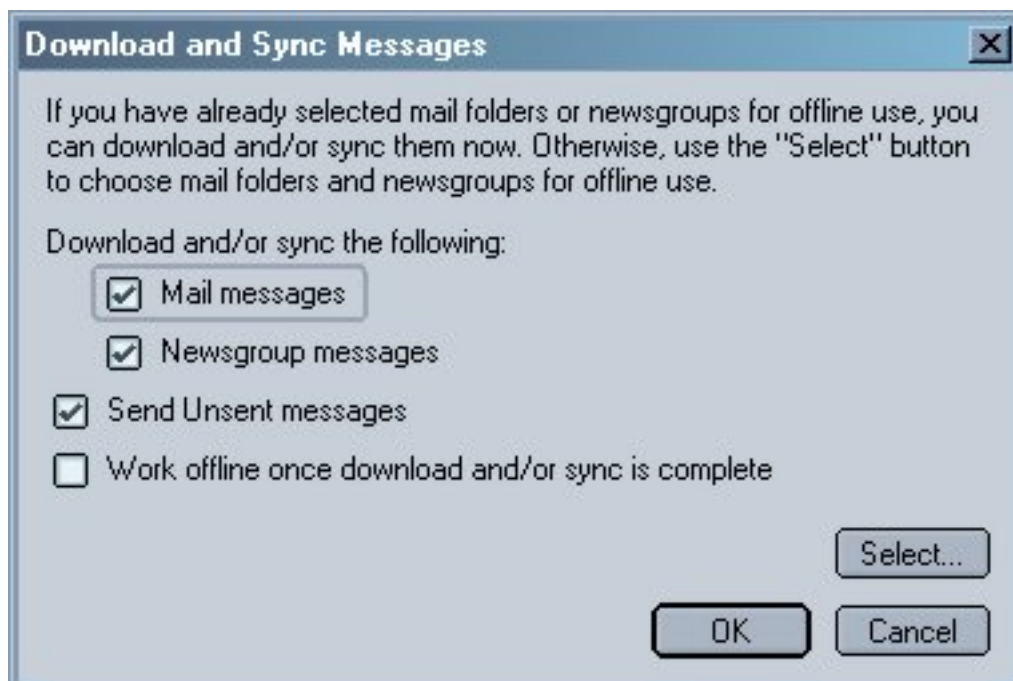 Download and Sync Messages
If you have already selected mail folders or newsgroups for offline use, you
can download and/or sync them now. Otherwise, use the "Select" button
to choose mail folders and newsgroups for offline use.
Download and/or sync the following:
Mail messages
Newsgroup messages
Send Unsent messages
Work offline once download and/or sync is complete
Select...
OK
Cancel